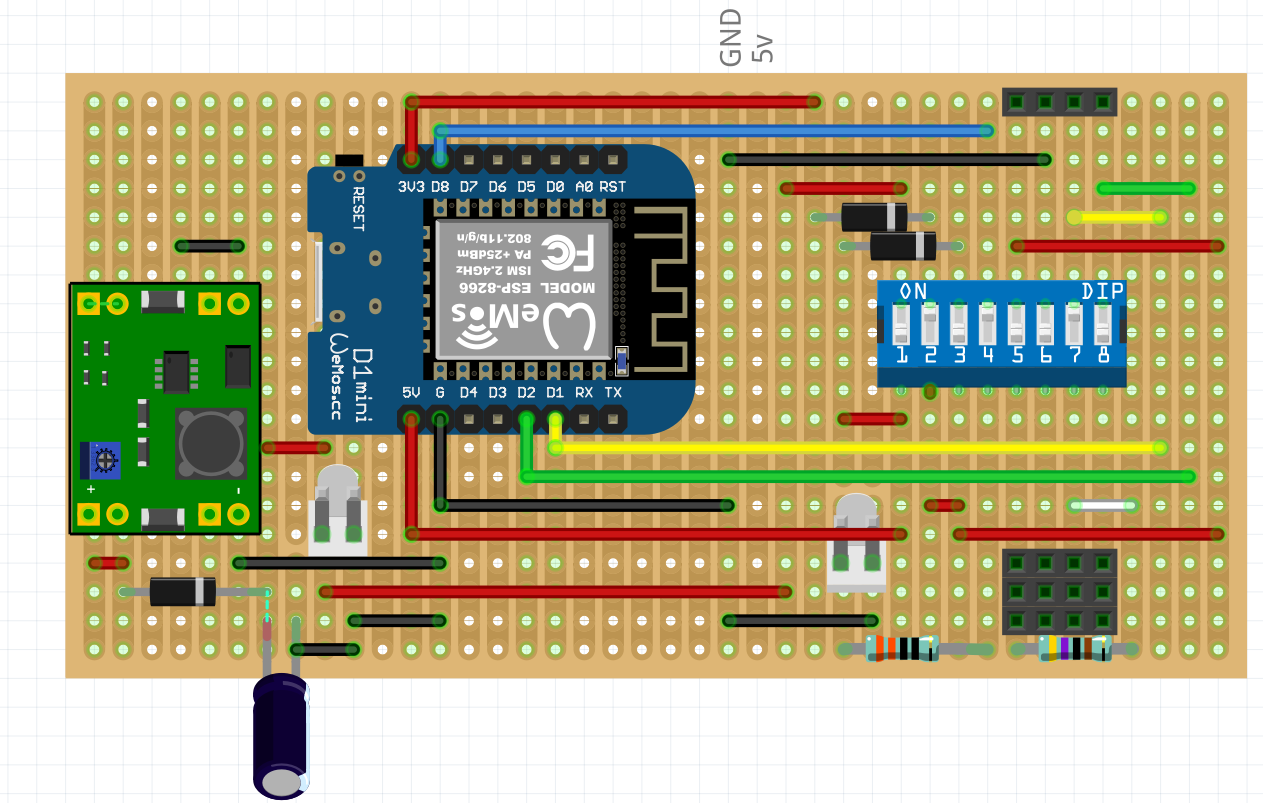 GND
5v
3V3 D8 D7 D6 D5 D0 A0 RST
RESET
802.11b/g/n
PA +25dBm
ISM 2.4GHz
MODEL ESP-8266
FC
WeMos
D1mini
WeMos.cc
5V G D4 D3 D2 D1 RX TX
ON DIP
1 2 3 4 5 6 7 8
+ -